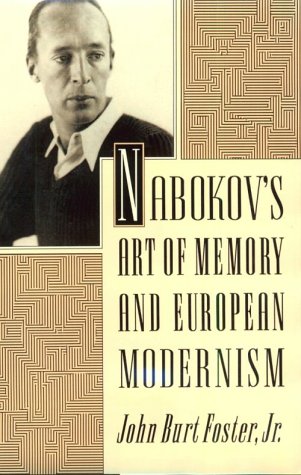 NABOKOV'S
ART OF MEMORY
AND EUROPEAN
MODERNISM
John Burt Foster, Jr.